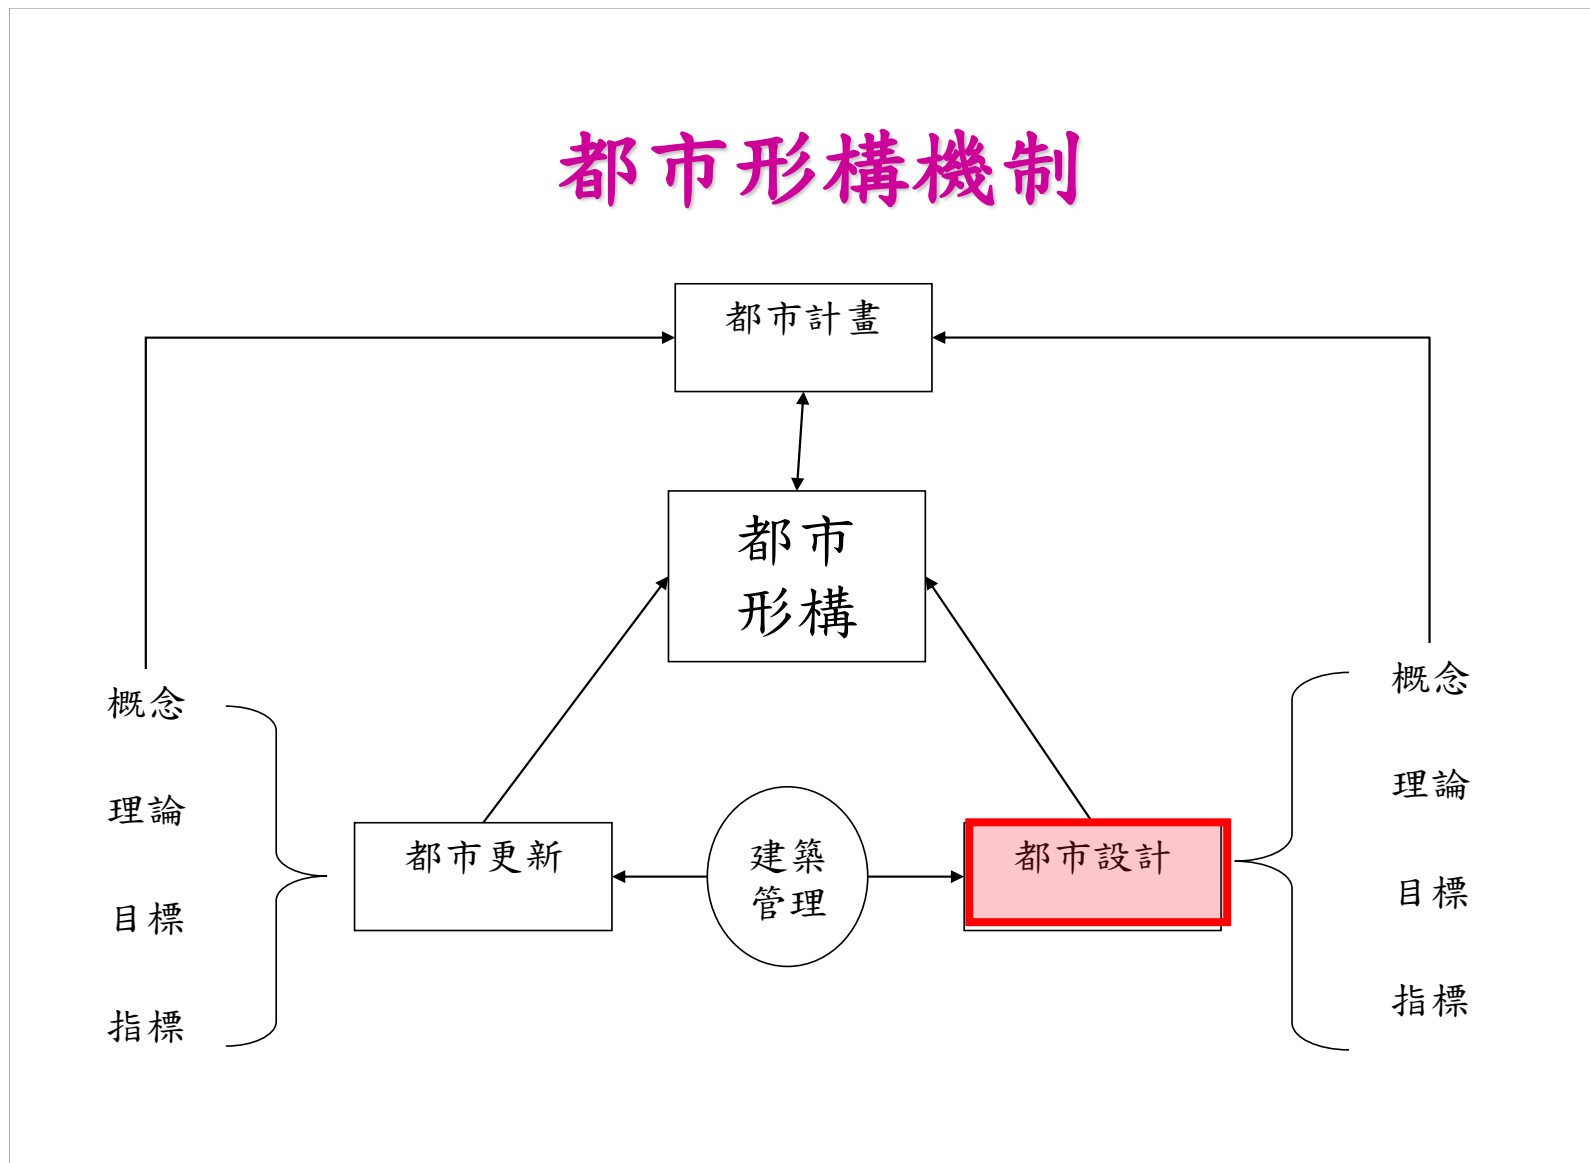 都市形構機制
都市計畫
都市
形構
概念
理論
目標
指標
都市更新
建築
管理
都市設計
概念
理論
目標
指標